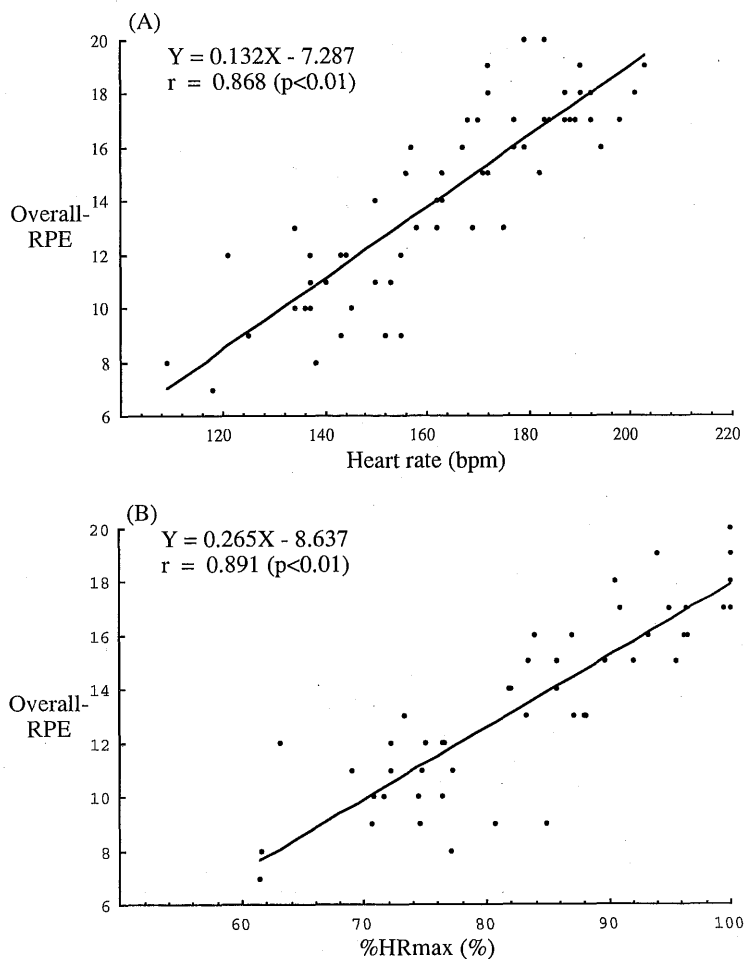 (A)
Y = 0.132X - 7.287
r = 0.868 (p<0.01)
20
18
16
14
12
10
8
6
Overall-
RPE
120 140 160 180 200 220
Heart rate (bpm)
(B)
Y = 0.265X - 8.637
r = 0.891 (p<0.01)
20
18
16
14
12
10
8
6
Overall-
RPE
60 70 80 90 100
%HRmax (%)